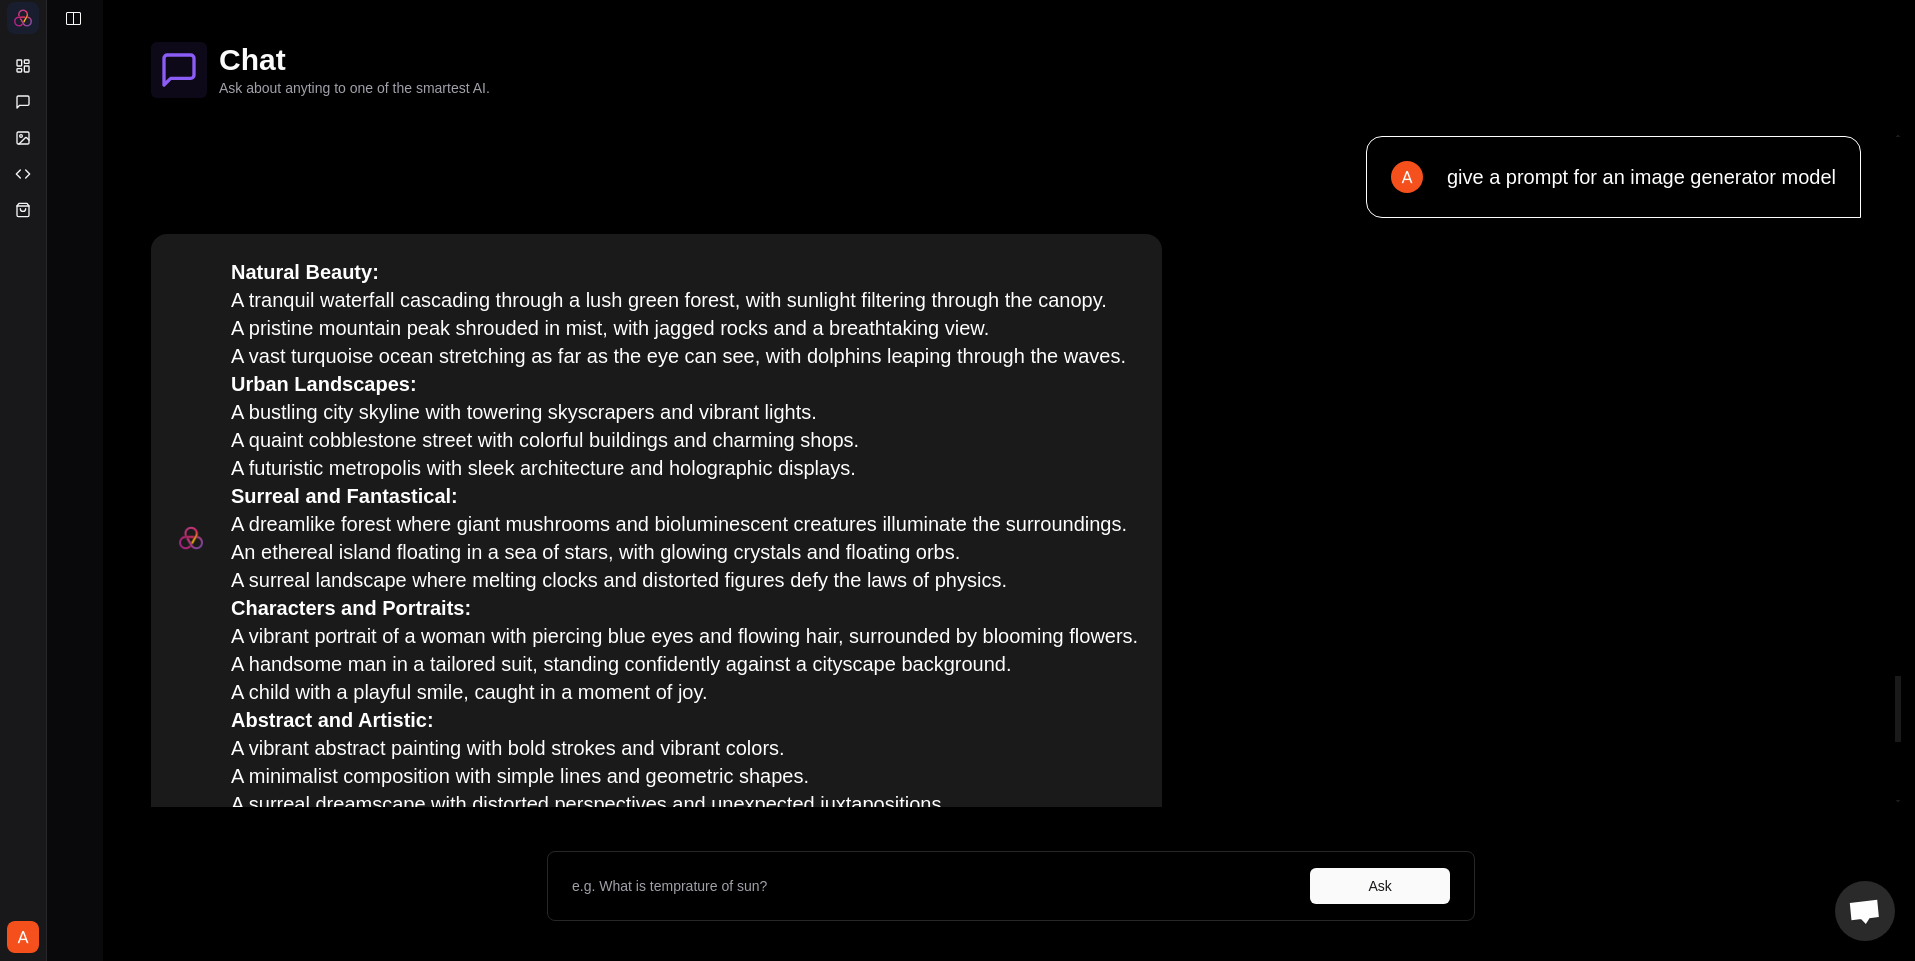 Chat
Ask about anyting to one of the smartest AI.
A
give a prompt for an image generator model
Natural Beauty:
A tranquil waterfall cascading through a lush green forest, with sunlight filtering through the canopy.
A pristine mountain peak shrouded in mist, with jagged rocks and a breathtaking view.
A vast turquoise ocean stretching as far as the eye can see, with dolphins leaping through the waves.
Urban Landscapes:
A bustling city skyline with towering skyscrapers and vibrant lights.
A quaint cobblestone street with colorful buildings and charming shops.
A futuristic metropolis with sleek architecture and holographic displays.
Surreal and Fantastical:
A dreamlike forest where giant mushrooms and bioluminescent creatures illuminate the surroundings.
An ethereal island floating in a sea of stars, with glowing crystals and floating orbs.
A surreal landscape where melting clocks and distorted figures defy the laws of physics.
Characters and Portraits:
A vibrant portrait of a woman with piercing blue eyes and flowing hair, surrounded by blooming flowers.
A handsome man in a tailored suit, standing confidently against a cityscape background.
A child with a playful smile, caught in a moment of joy.
Abstract and Artistic:
A vibrant abstract painting with bold strokes and vibrant colors.
A minimalist composition with simple lines and geometric shapes.
A surreal dreamscape with distorted perspectives and unexpected juxtapositions.
e.g. What is temprature of sun?
Ask
A